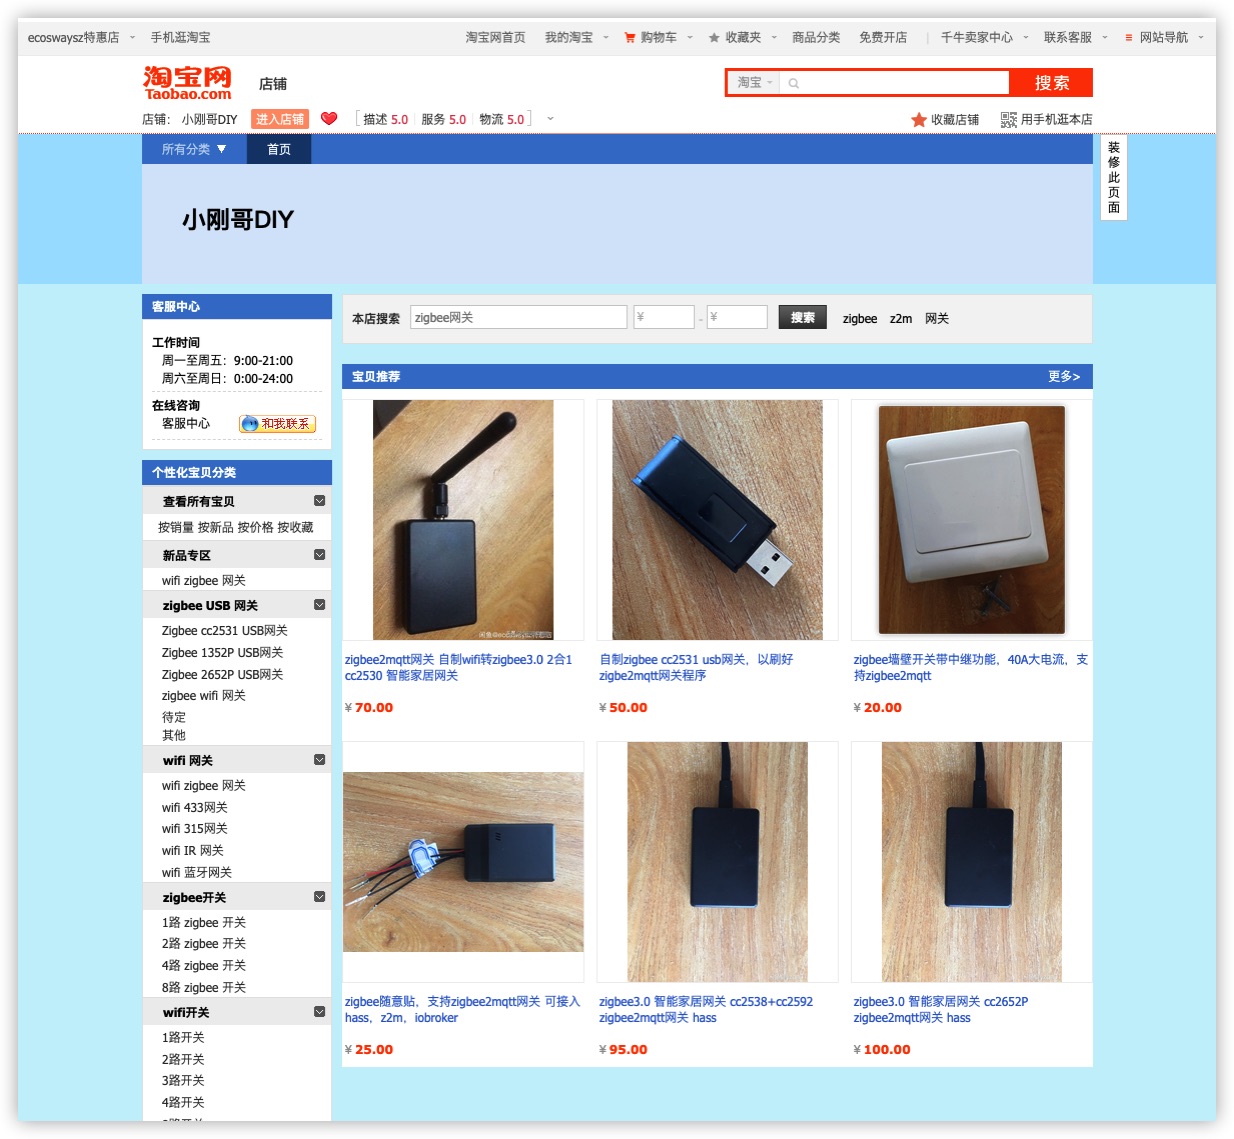 ecoswaysz特惠店 手机逛淘宝 淘宝网首页 我的淘宝 购物车 收藏夹 商品分类 免费开店 | 千牛卖家中心 联系客服 网站导航
淘宝网
Taobao.com
店铺
淘宝 搜索
店铺： 小刚哥DIY 进入店铺 描述 5.0 服务 5.0 物流 5.0 收藏店铺 用手机逛本店
所有分类 首页
装修此页面
小刚哥DIY
客服中心
工作时间
周一至周五：9:00-21:00
周六至周日：0:00-24:00
在线咨询
客服中心 和我联系
个性化宝贝分类
查看所有宝贝
按销量 按新品 按价格 按收藏
新品专区
wifi zigbee 网关
zigbee USB 网关
Zigbee cc2531 USB网关
Zigbee 1352P USB网关
Zigbee 2652P USB网关
zigbee wifi 网关
待定
其他
wifi 网关
wifi zigbee 网关
wifi 433网关
wifi 315网关
wifi IR 网关
wifi 蓝牙网关
zigbee开关
1路 zigbee 开关
2路 zigbee 开关
4路 zigbee 开关
8路 zigbee 开关
wifi开关
1路开关
2路开关
3路开关
4路开关
本店搜索 zigbee网关 ¥ - ¥ 搜索 zigbee z2m 网关
宝贝推荐 更多>
zigbee2mqtt网关 自制wifi转zigbee3.0 2合1
cc2530 智能家居网关
¥ 70.00
自制zigbee cc2531 usb网关，以刷好
zigbe2mqtt网关程序
¥ 50.00
zigbee墙壁开关带中继功能，40A大电流，支
持zigbee2mqtt
¥ 20.00
zigbee随意贴，支持zigbee2mqtt网关 可接入
hass，z2m，iobroker
¥ 25.00
zigbee3.0 智能家居网关 cc2538+cc2592
zigbee2mqtt网关 hass
¥ 95.00
zigbee3.0 智能家居网关 cc2652P
zigbee2mqtt网关 hass
¥ 100.00